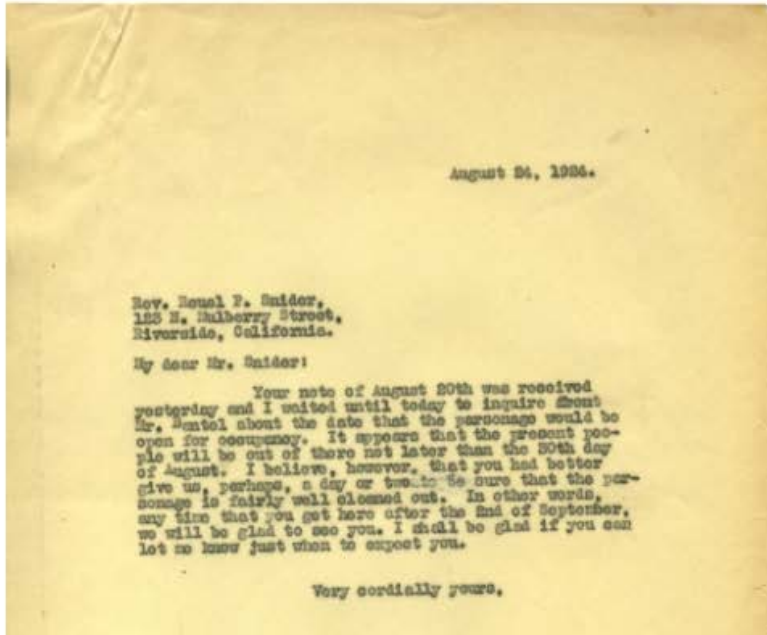 August 24, 1924.
Rev. Reuel P. Snider,
123 N. Mulberry Street,
Riverside, California.
My dear Mr. Snider:
Your note of August 20th was received
yesterday and I waited until today to inquire about
Mr. about the date that the parsonage would be
open for occupancy. It appears that the present peo-
ple will be out of there not later than the 30th day
of August. I believe, however, that you had better
give us, perhaps, a day or two to be sure that the par-
sonage is fairly well cleaned out. In other words,
any time that you get here after the 2nd of September,
we will be glad to see you. I shall be glad if you can
let me know just when to expect you.
Very cordially yours,